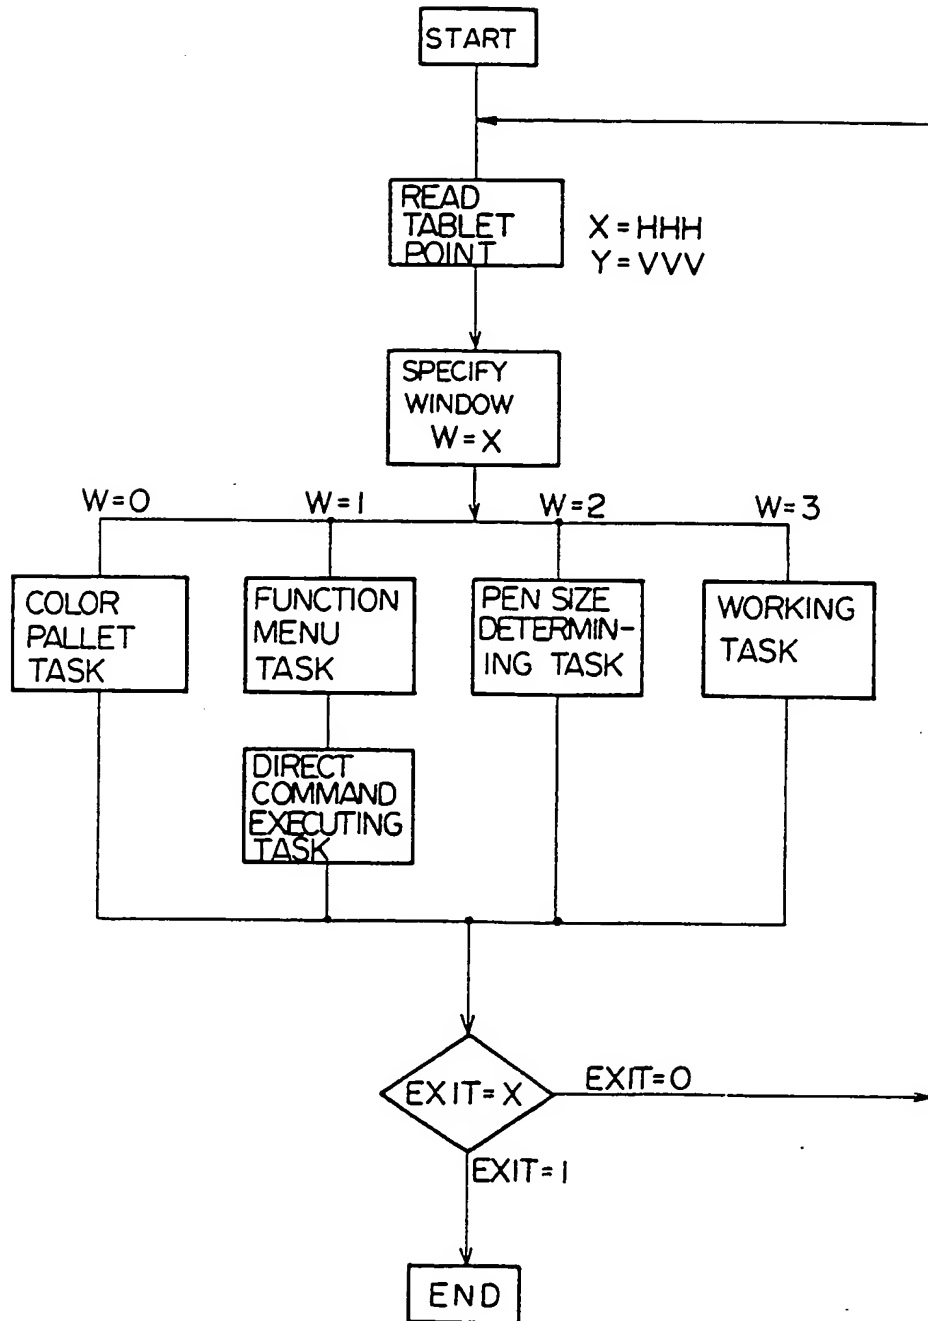 START
READ
TABLET
POINT
X=HHH
Y=VVV
SPECIFY
WINDOW
W=X
W=0
W=1
W=2
W=3
COLOR
PALLET
TASK
FUNCTION
MENU
TASK
PEN SIZE
DETERMIN-
ING TASK
WORKING
TASK
DIRECT
COMMAND
EXECUTING
TASK
EXIT=X
EXIT=0
EXIT=1
END